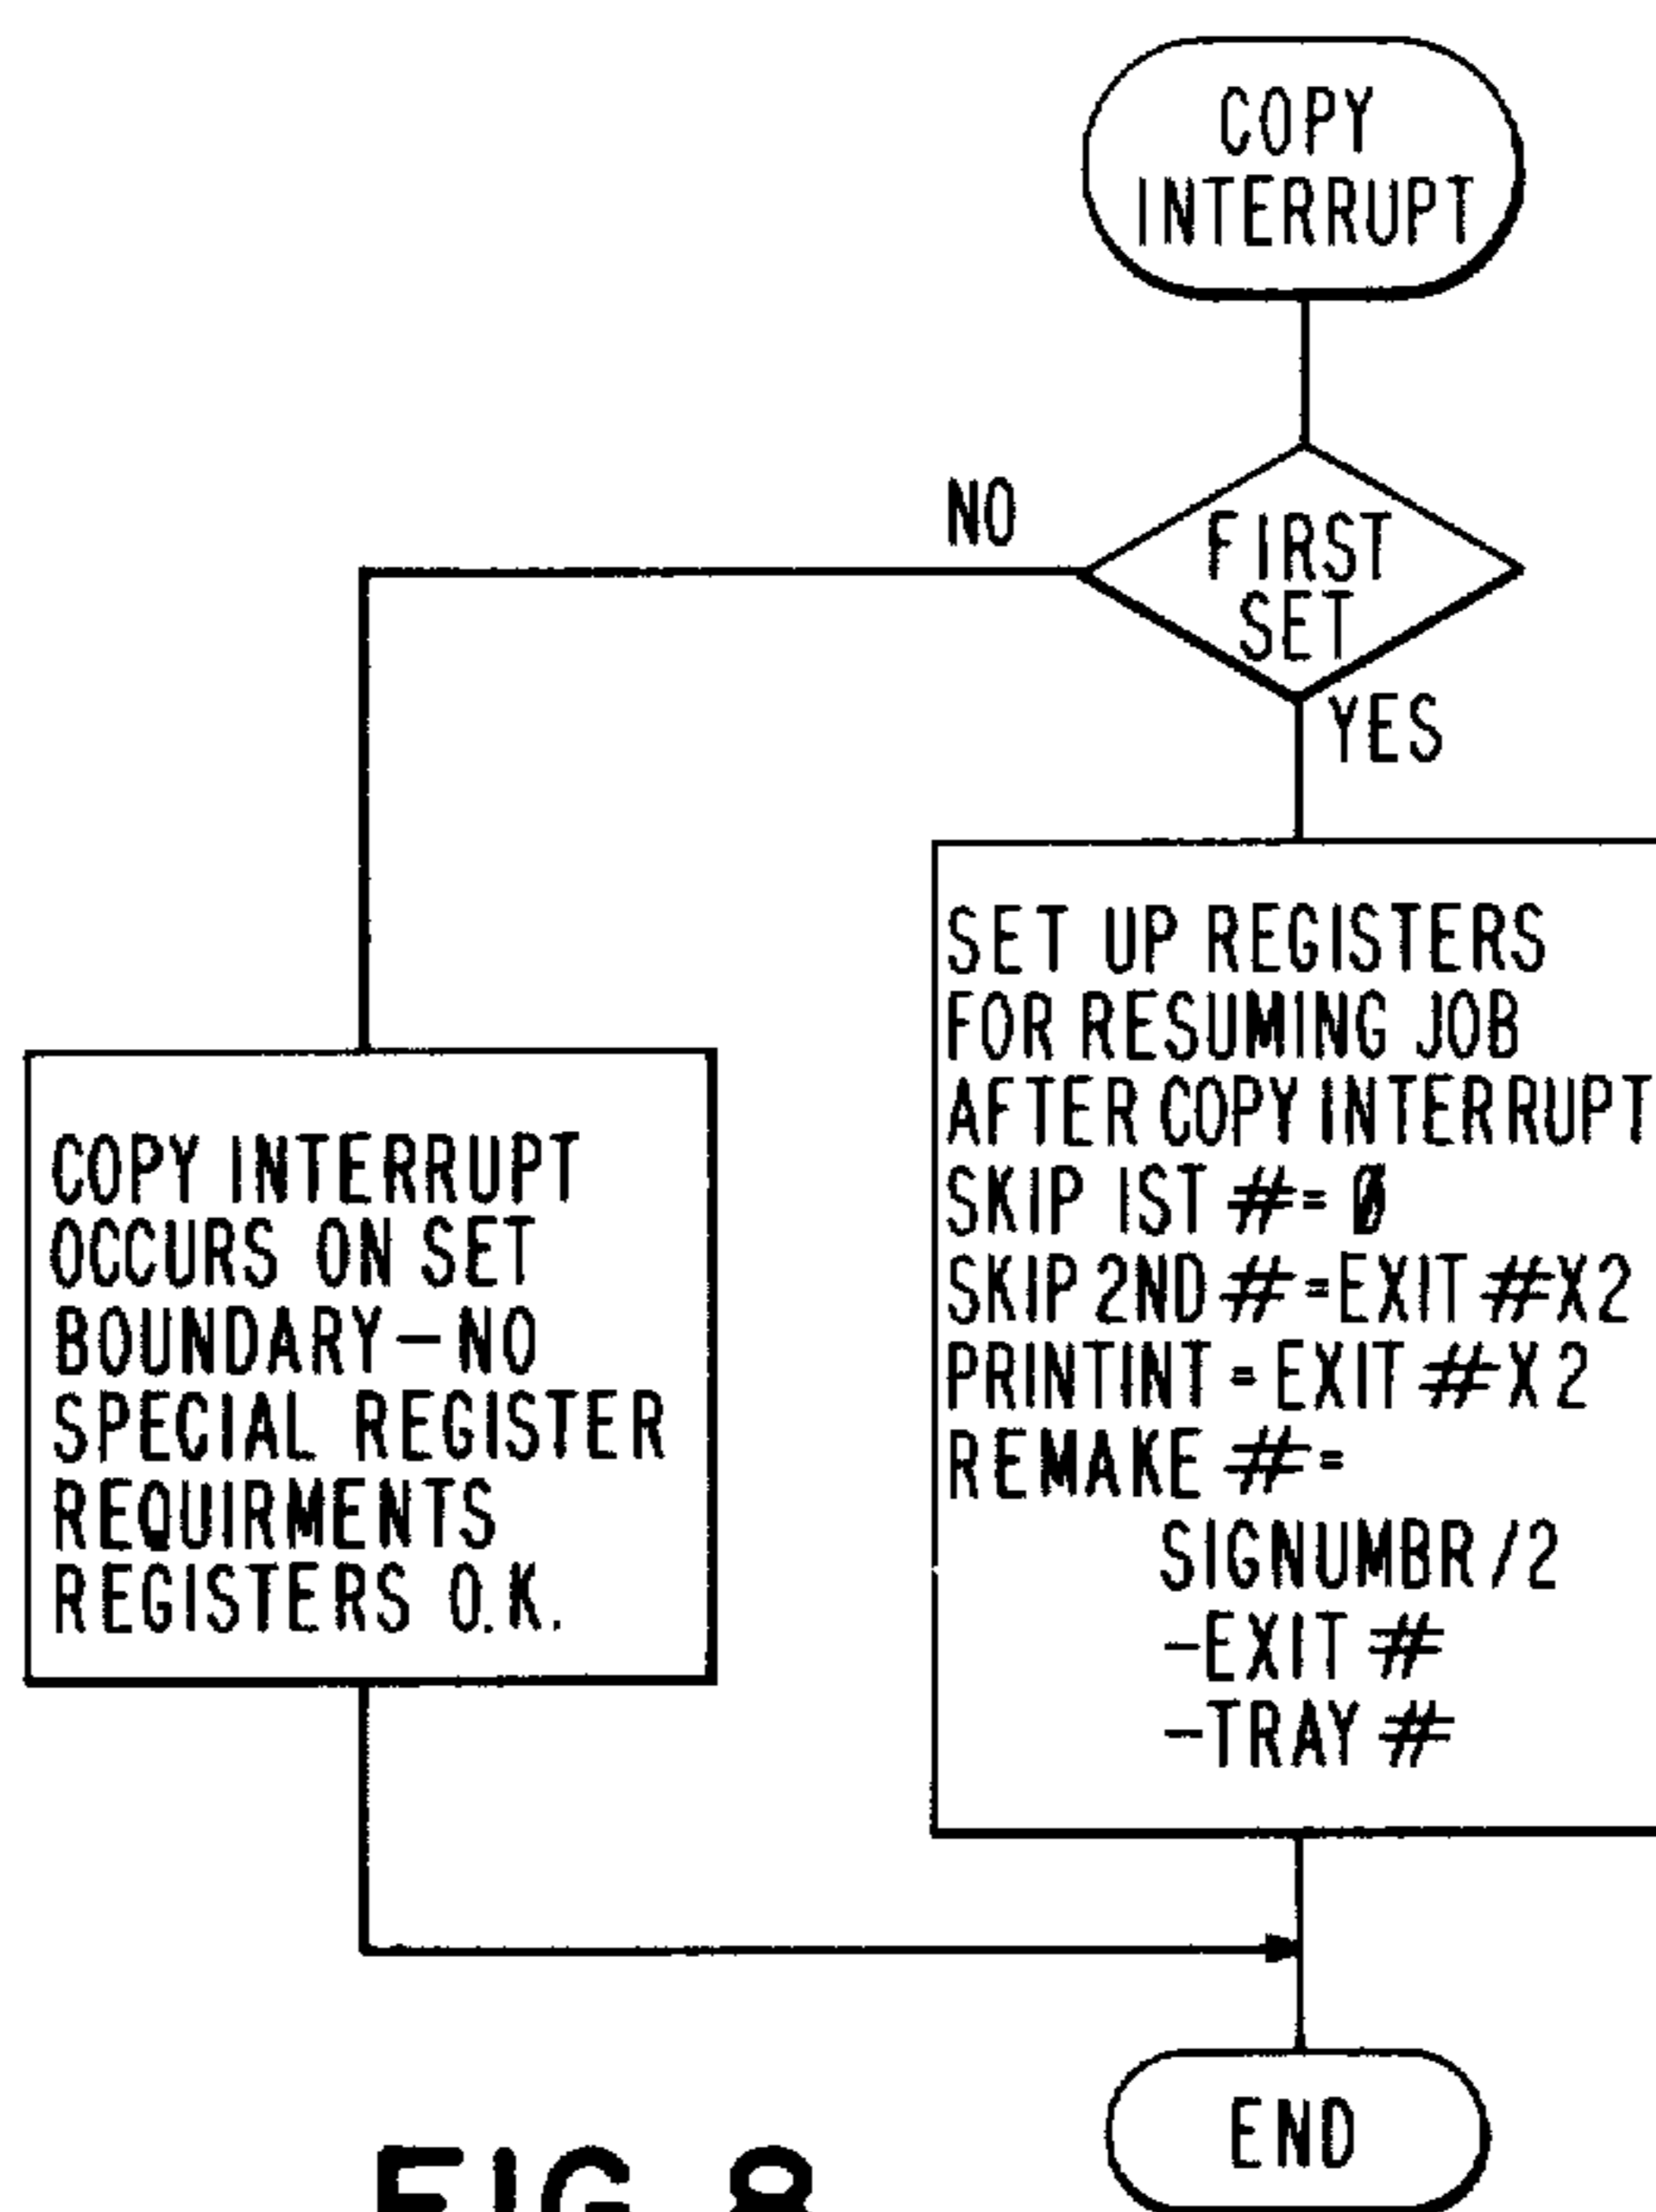 COPY
INTERRUPT
NO
FIRST
SET
YES
SET UP REGISTERS
FOR RESUMING JOB
AFTER COPY INTERRUPT
SKIP 1ST #=Ø
SKIP 2ND #=EXIT #X2
PRINTINT=EXIT #X2
REMAKE #=
SIGNUMBR/2
-EXIT #
-TRAY #
COPY INTERRUPT
OCCURS ON SET
BOUNDARY-NO
SPECIAL REGISTER
REQUIRMENTS
REGISTERS O.K.
END
FIG. 8